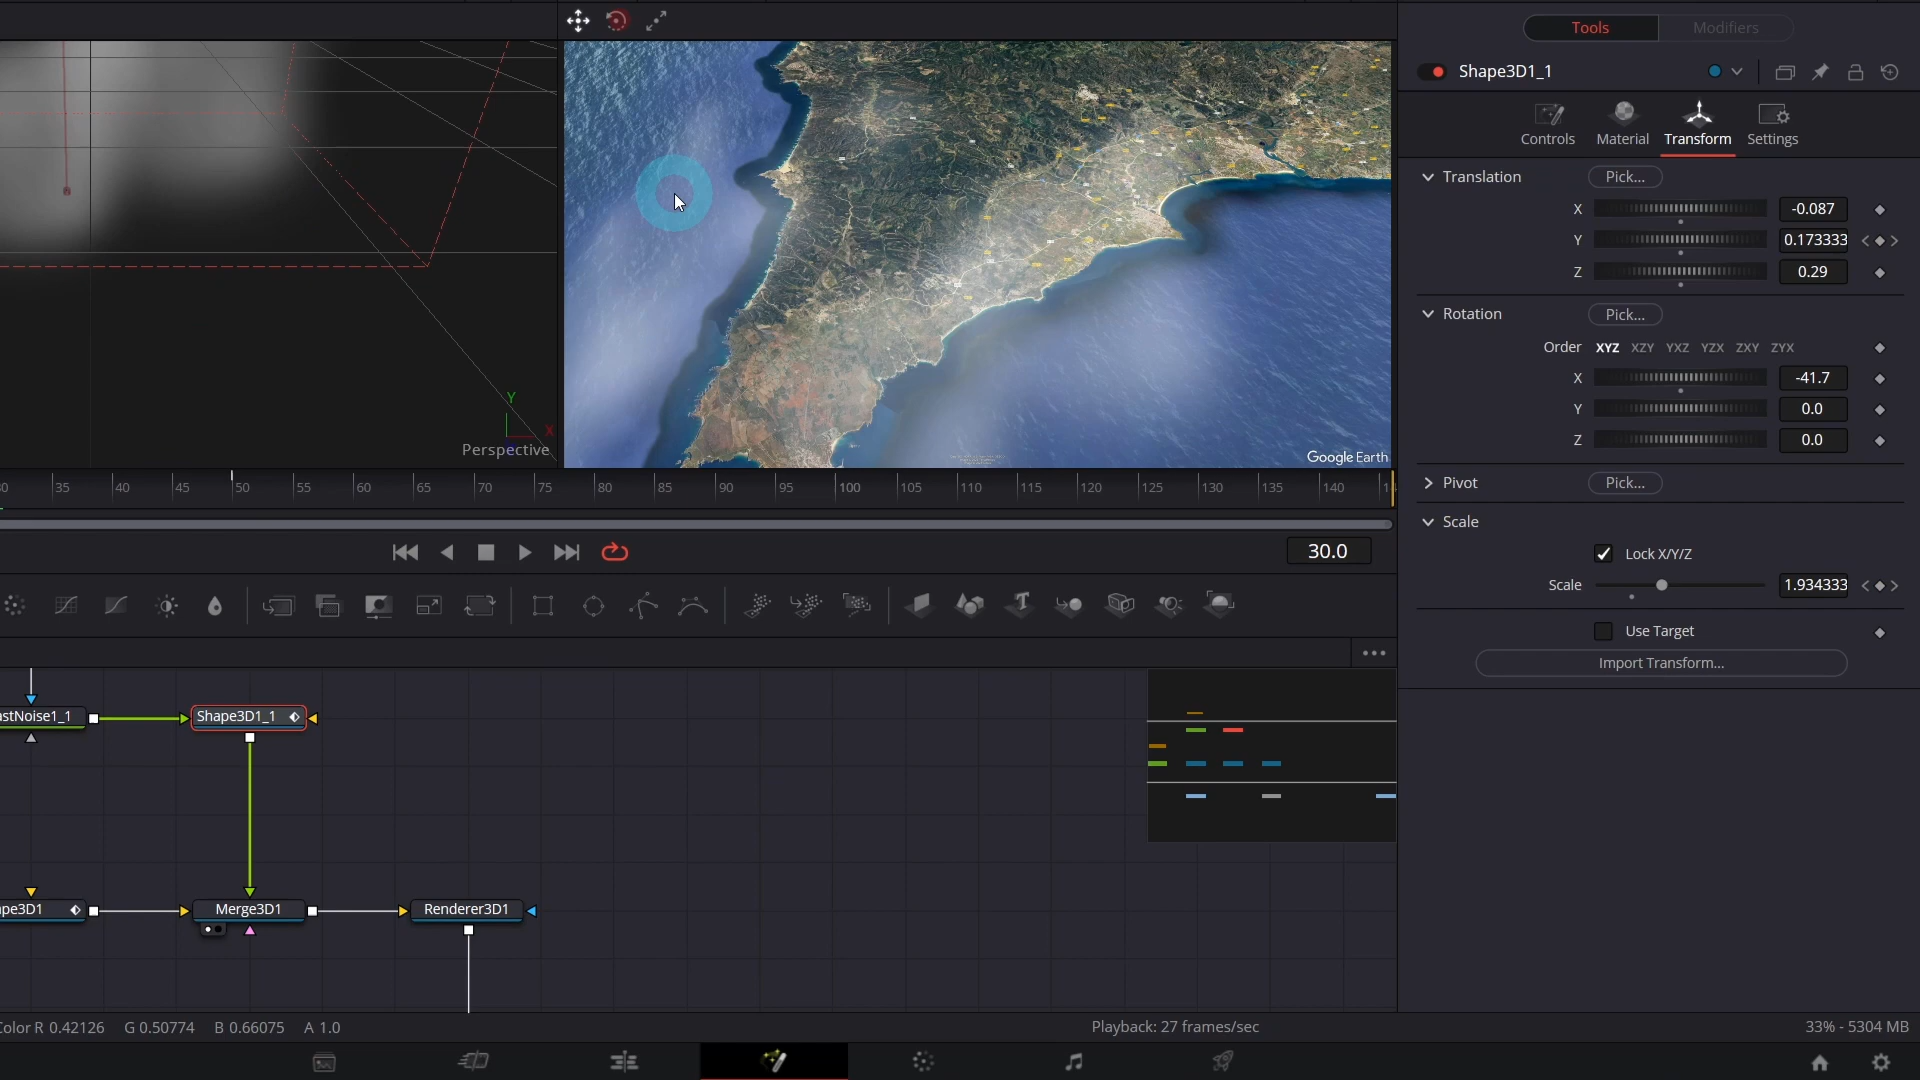 Tools
Modifiers
Shape3D1_1
Controls
Material
Transform
Settings
Translation
Pick...
X
-0.087
Y
0.173333
Z
0.29
Rotation
Pick...
Order
XYZ
XZY
YXZ
YZX
ZXY
ZYX
X
-41.7
Y
0.0
Z
0.0
Pivot
Pick...
Scale
Lock X/Y/Z
Scale
1.934333
Use Target
Import Transform...
Y
X
Perspective
Google Earth
35
40
45
50
55
60
65
70
75
80
85
90
95
100
105
110
115
120
125
130
135
140
30.0
astNoise1_1
Shape3D1_1
ape3D1
Merge3D1
Renderer3D1
Color R 0.42126 G 0.50774 B 0.66075 A 1.0
Playback: 27 frames/sec
33% - 5304 MB